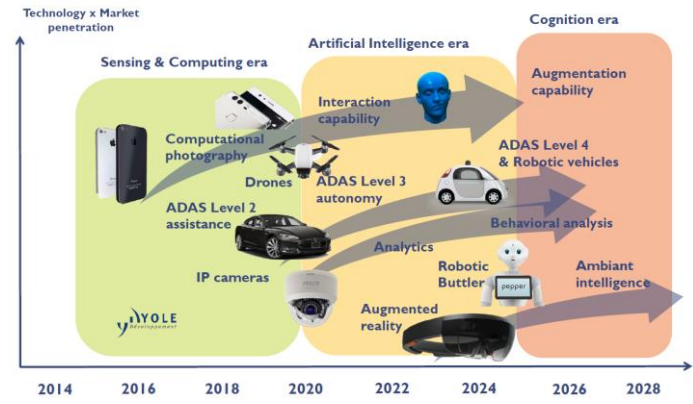 Technology x Market
penetration
Cognition era
Artificial Intelligence era
Sensing & Computing era
Augmentation
capability
Interaction
capability
Computational
photography
Drones
ADAS Level 3
autonomy
ADAS Level 4
& Robotic vehicles
ADAS Level 2
assistance
Behavioral analysis
Analytics
IP cameras
Robotic
Buttler
pepper
Ambiant
intelligence
Augmented
reality
YOLE
Développement
2014
2016
2018
2020
2022
2024
2026
2028